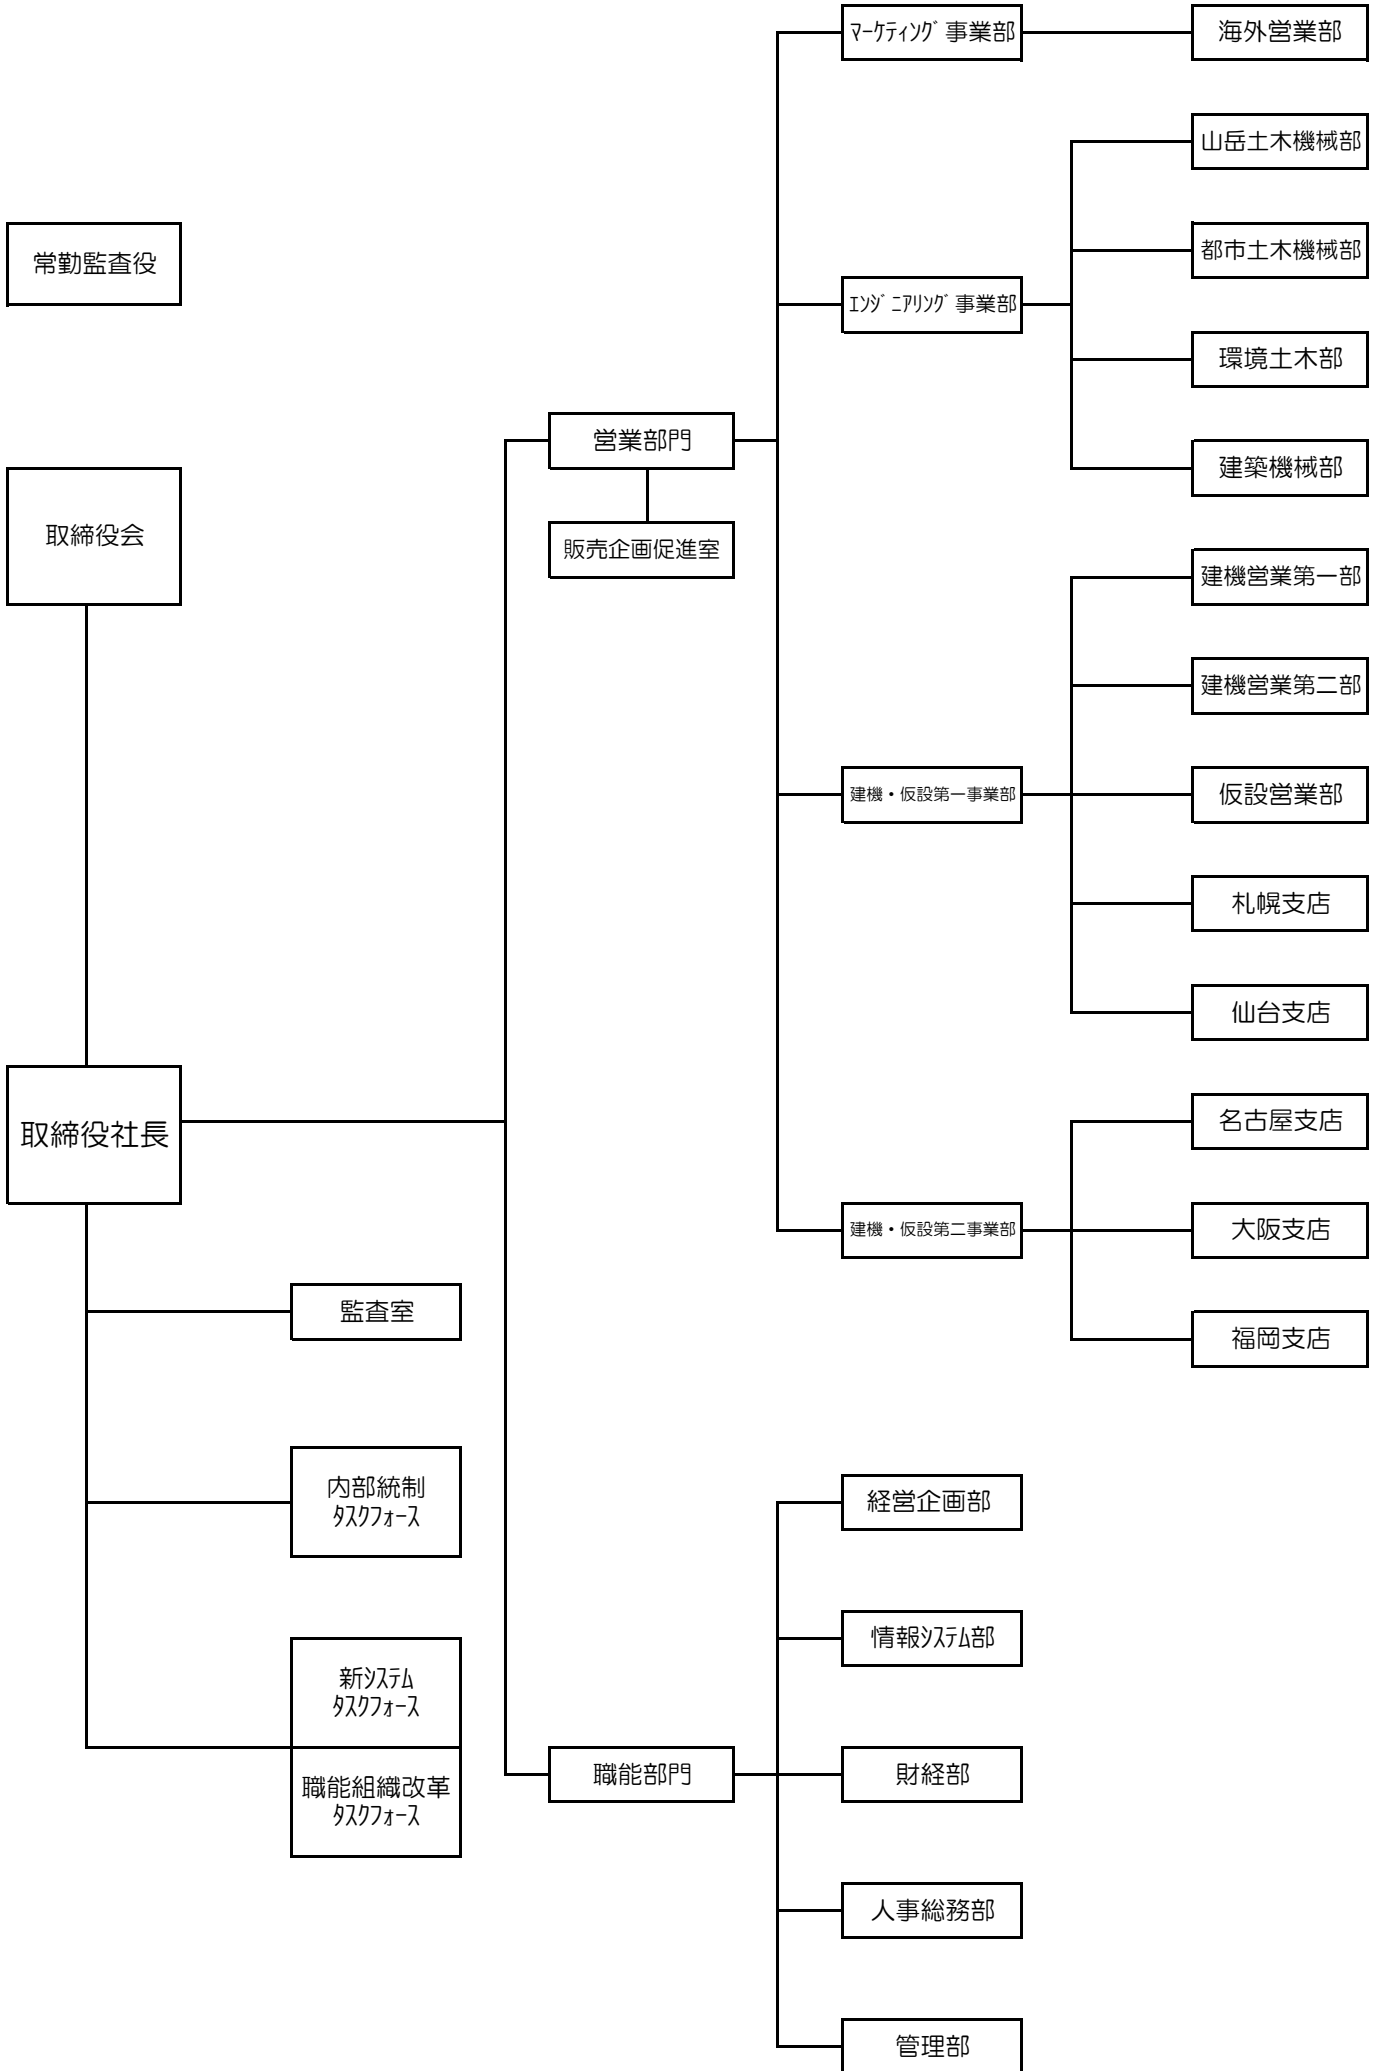 ﾏｰｹﾃｨﾝｸﾞ事業部
海外営業部
山岳土木機械部
常勤監査役
都市土木機械部
ｴﾝｼﾞﾆｱﾘﾝｸﾞ事業部
環境土木部
営業部門
建築機械部
取締役会
販売企画促進室
建機営業第一部
建機営業第二部
建機・仮設第一事業部
仮設営業部
札幌支店
仙台支店
取締役社長
名古屋支店
建機・仮設第二事業部
大阪支店
監査室
福岡支店
内部統制
ﾀｽｸﾌｫｰｽ
経営企画部
情報ｼｽﾃﾑ部
新ｼｽﾃﾑ
ﾀｽｸﾌｫｰｽ
職能組織改革
ﾀｽｸﾌｫｰｽ
職能部門
財経部
人事総務部
管理部